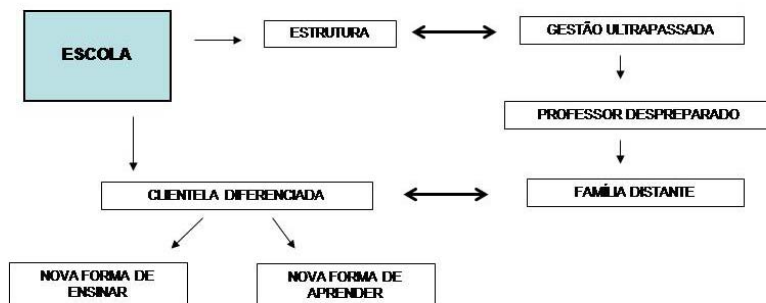 ESCOLA
ESTRUTURA
GESTÃO ULTRAPASSADA
PROFESSOR DESPREPARADO
CLIENTELA DIFERENCIADA
FAMÍLIA DISTANTE
NOVA FORMA DE
ENSINAR
NOVA FORMA DE
APRENDER